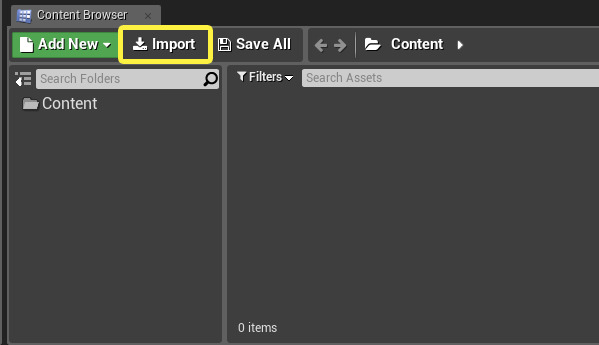 Content Browser
Add New Import Save All Content
Search Folders Filters Search Assets
Content
0 items